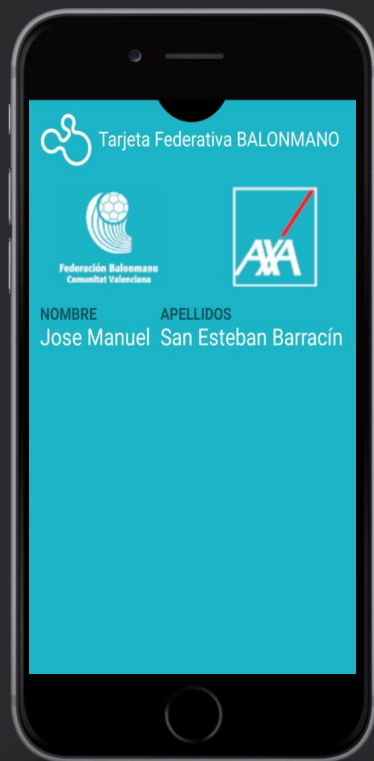 Tarjeta Federativa BALONMANO
Federación Balonmano
Comunitat Valenciana
AXA
NOMBRE APELLIDOS
Jose Manuel San Esteban Barracín